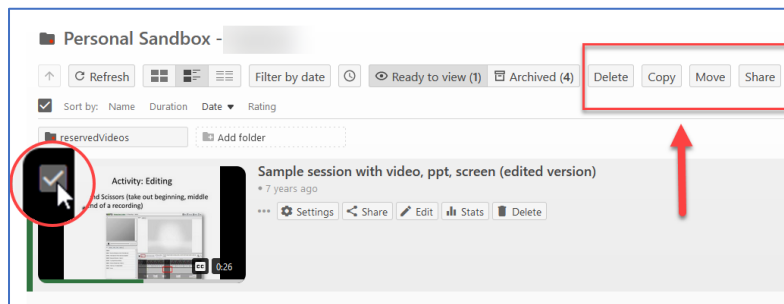 Personal Sandbox -
Refresh Filter by date Ready to view (1) Archived (4) Delete Copy Move Share
Sort by: Name Duration Date ▼ Rating
reservedVideos Add folder
Sample session with video, ppt, screen (edited version)
• 7 years ago
••• Settings Share Edit Stats Delete
Activity: Editing
nd Scissors (take out beginning, middle
end of a recording)
CC 0:26